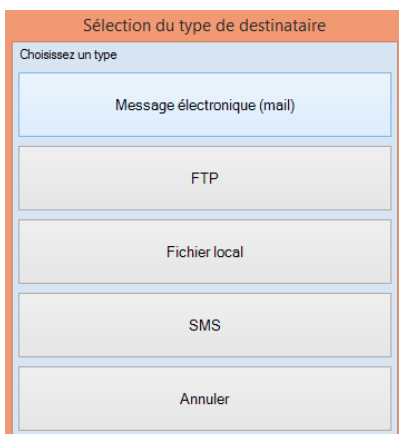 Sélection du type de destinataire
Choisissez un type
Message électronique (mail)
FTP
Fichier local
SMS
Annuler